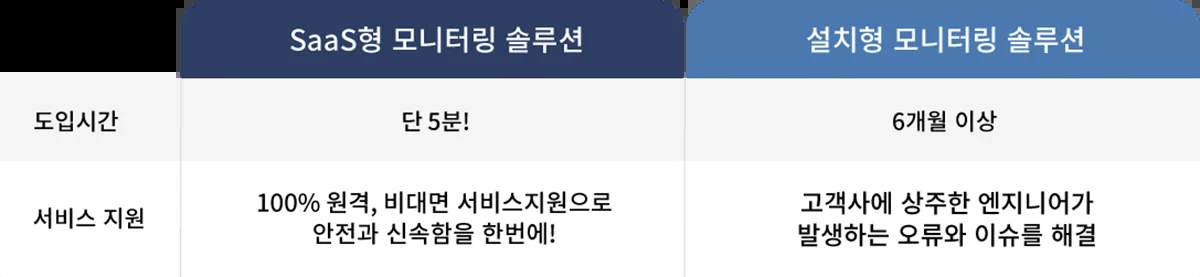 SaaS형 모니터링 솔루션
설치형 모니터링 솔루션
도입시간
단 5분!
6개월 이상
서비스 지원
100% 원격, 비대면 서비스지원으로
안전과 신속함을 한번에!
고객사에 상주한 엔지니어가
발생하는 오류와 이슈를 해결